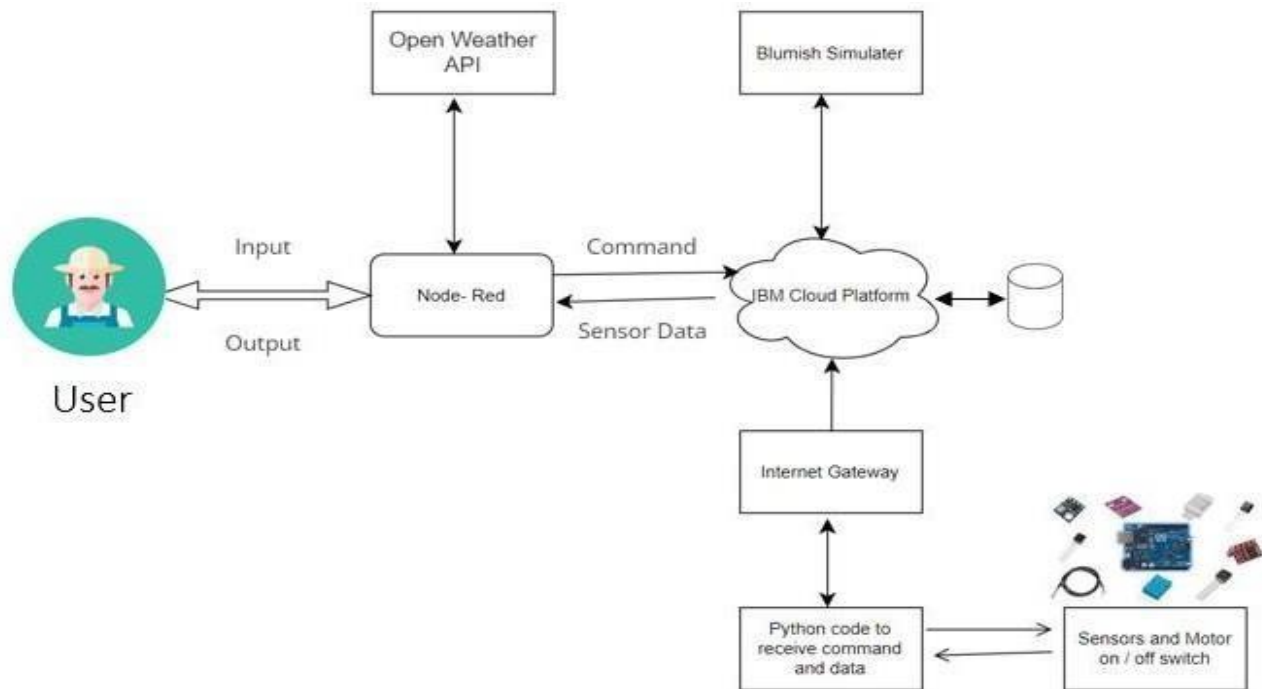 Open Weather
API
Blumish Simulater
Input
Command
Node- Red
IBM Cloud Platform
Output
Sensor Data
User
Internet Gateway
Python code to
receive command
and data
Sensors and Motor
on / off switch